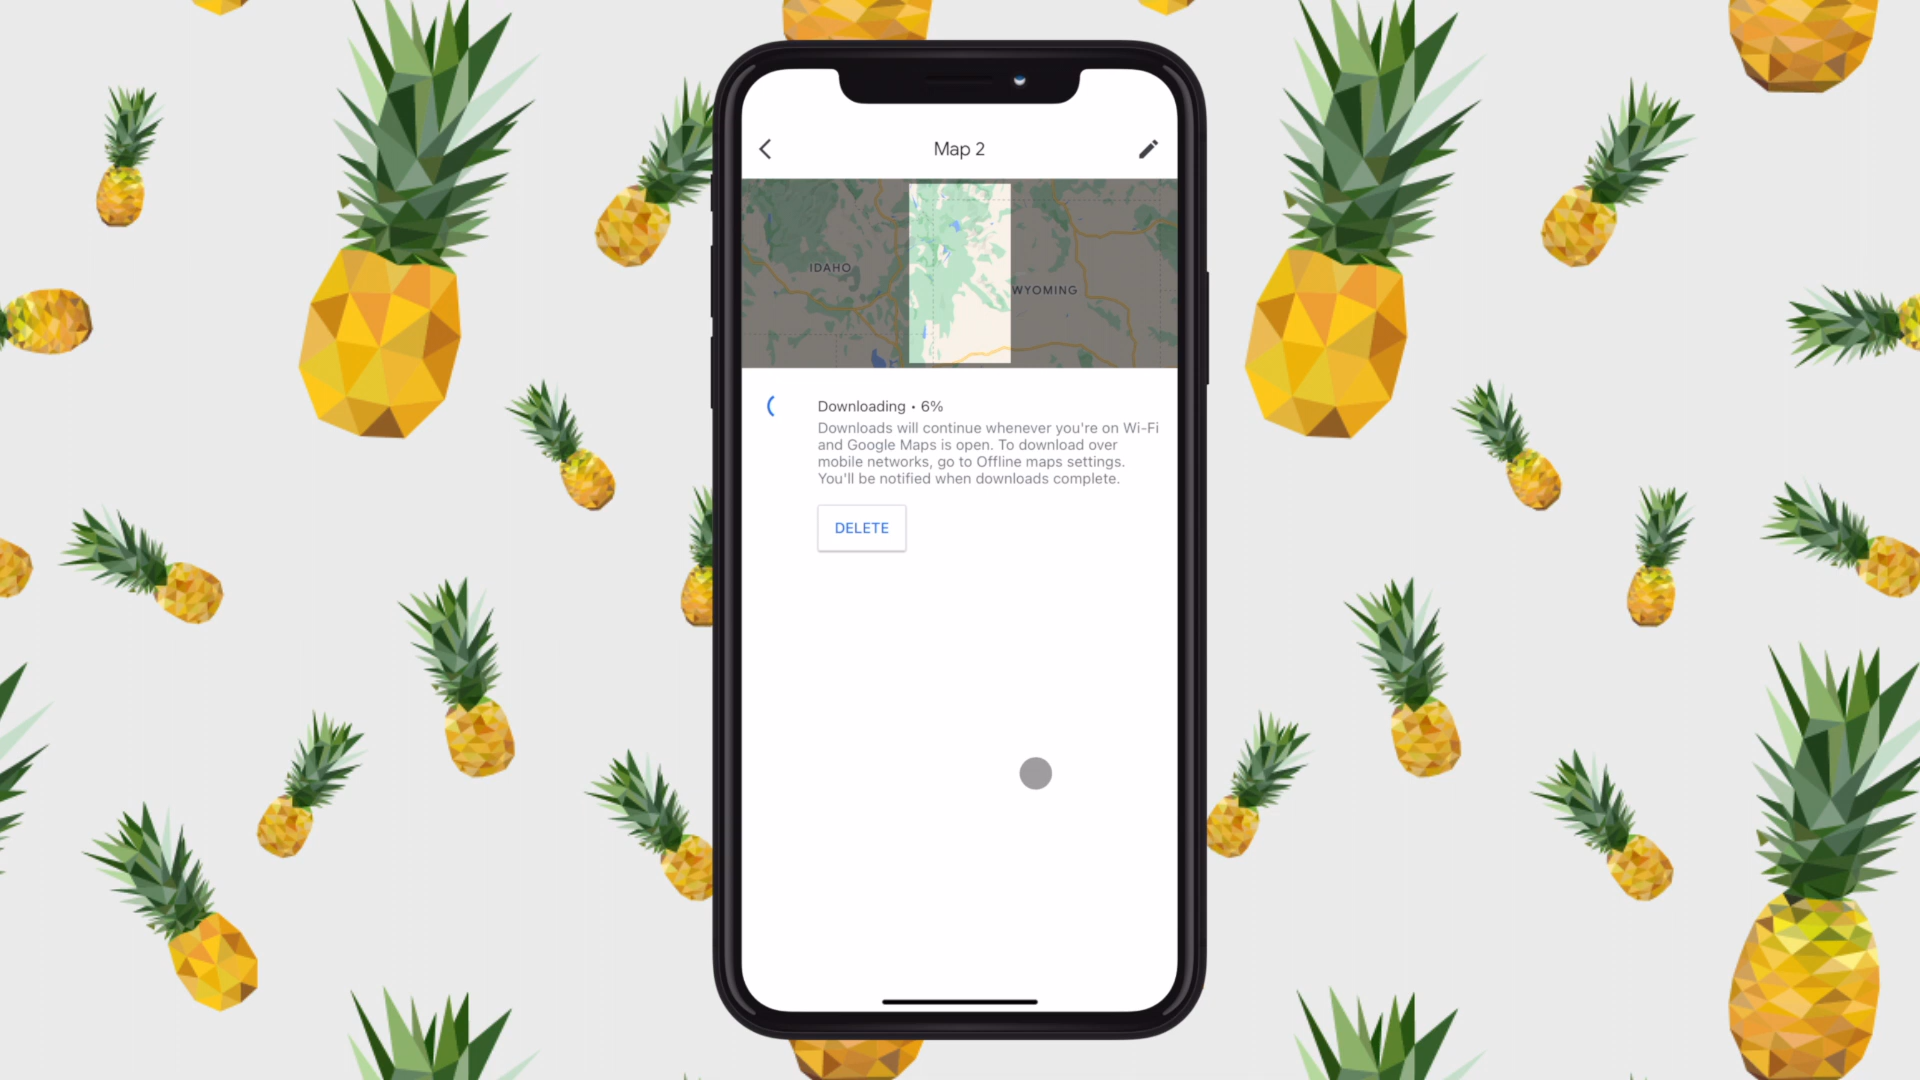 Map 2
IDAHO
WYOMING
Downloading • 6%
Downloads will continue whenever you're on Wi-Fi
and Google Maps is open. To download over
mobile networks, go to Offline maps settings.
You'll be notified when downloads complete.
DELETE